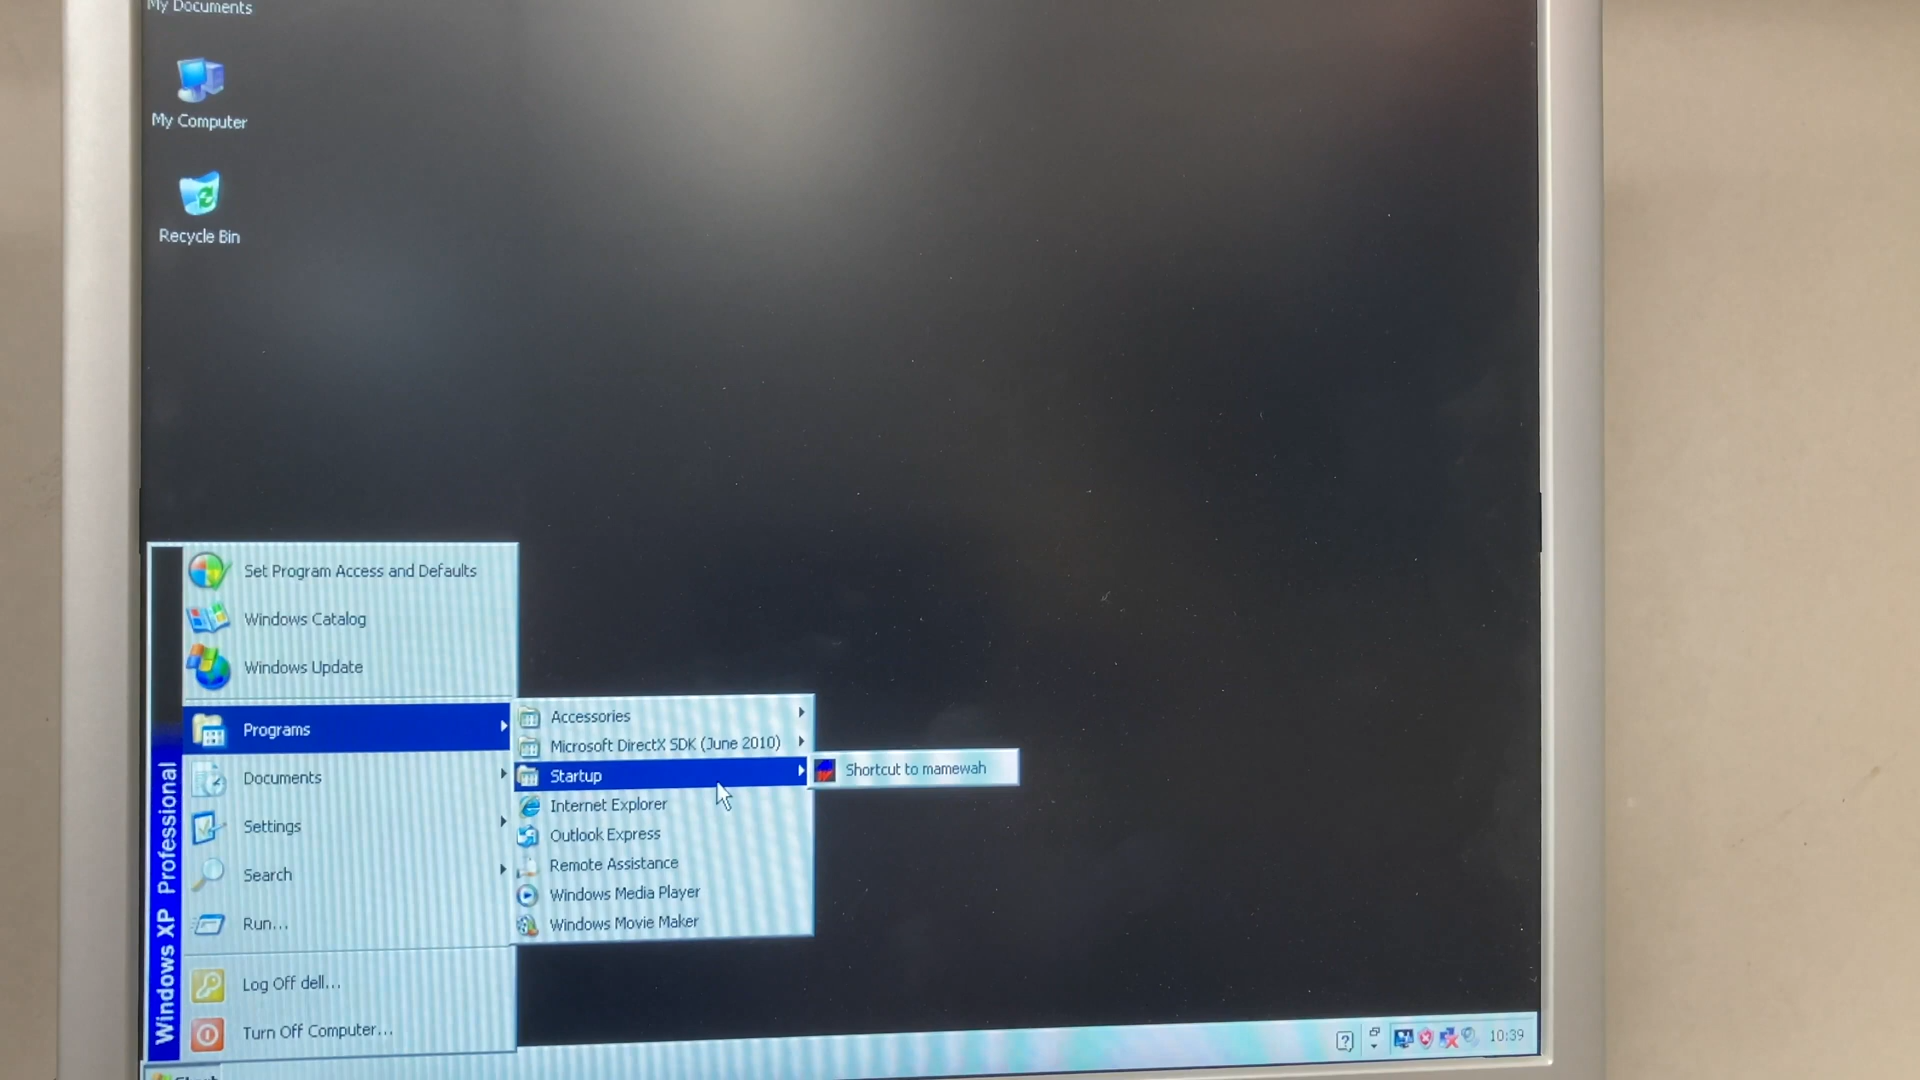 My Documents
My Computer
Recycle Bin
Set Program Access and Defaults
Windows Catalog
Windows Update
Programs
Documents
Settings
Search
Run...
Log Off dell...
Turn Off Computer...
Windows XP Professional
Accessories
Microsoft DirectX SDK (June 2010)
Startup
Internet Explorer
Outlook Express
Remote Assistance
Windows Media Player
Windows Movie Maker
Shortcut to mamewah
10:39